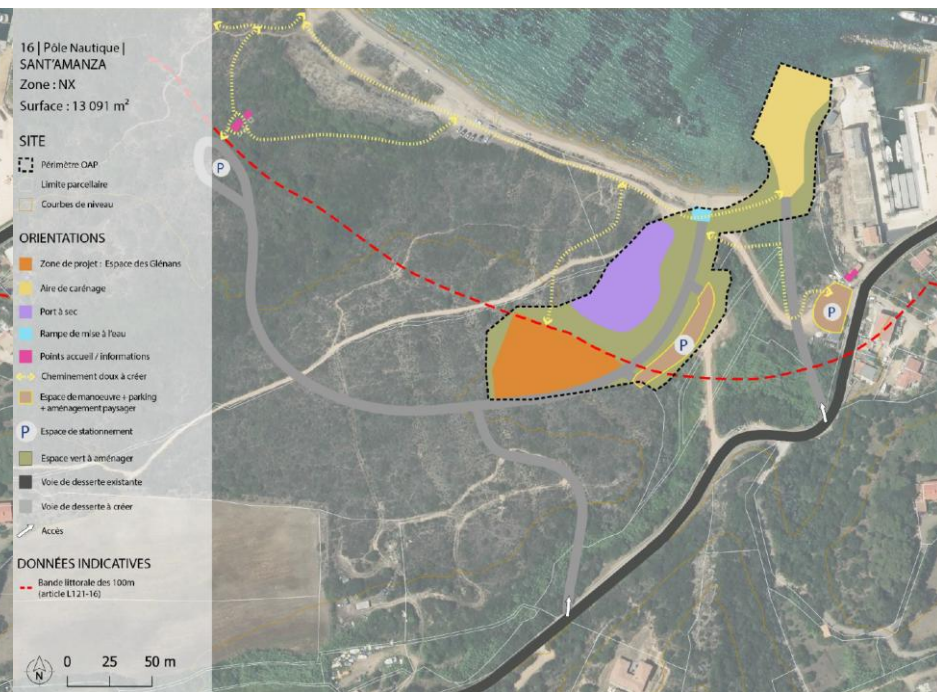 16 | Pôle Nautique |
SANT'AMANZA
Zone : NX
Surface : 13 091 m²
SITE
Périmètre OAP
Limite parcellaire
Courbes de niveau
ORIENTATIONS
Zone de projet : Espace des Glénans
Aire de carénage
Port à sec
Rampe de mise à l'eau
Points accueil / informations
Cheminement doux à créer
Espace de manoeuvre + parking
+ aménagement paysager
P Espace de stationnement
Espace vert à aménager
Voie de desserte existante
Voie de desserte à créer
Accès
DONNÉES INDICATIVES
Bande littorale des 100m
(article L121-16)
N
0 25 50 m
P
P
P